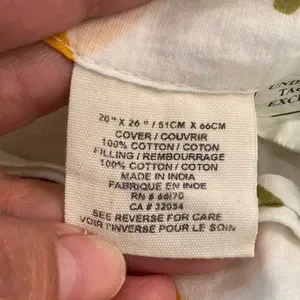 20" X 26" / 51CM X 66CM
COVER / COUVRIR
100% COTTON / COTON
FILLING / REMBOURRAGE
100% COTTON / COTON
MADE IN INDIA
FABRIQUE EN INDE
RN # 66170
CA # 32054
SEE REVERSE FOR CARE
VOIR L'INVERSE POUR LE SOIN